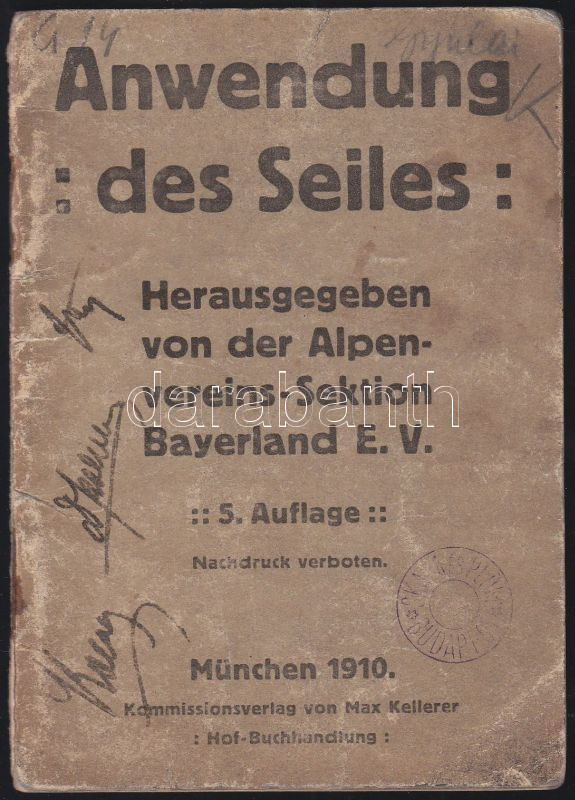 G 14
Anwendung
: des Seiles :
Herausgegeben
von der Alpen-
vereins-Sektion
darabanth
Bayerland E. V.
:: 5. Auflage ::
Nachdruck verboten.
München 1910.
Kommissionsverlag von Max Kellerer
: Hof-Buchhandlung :